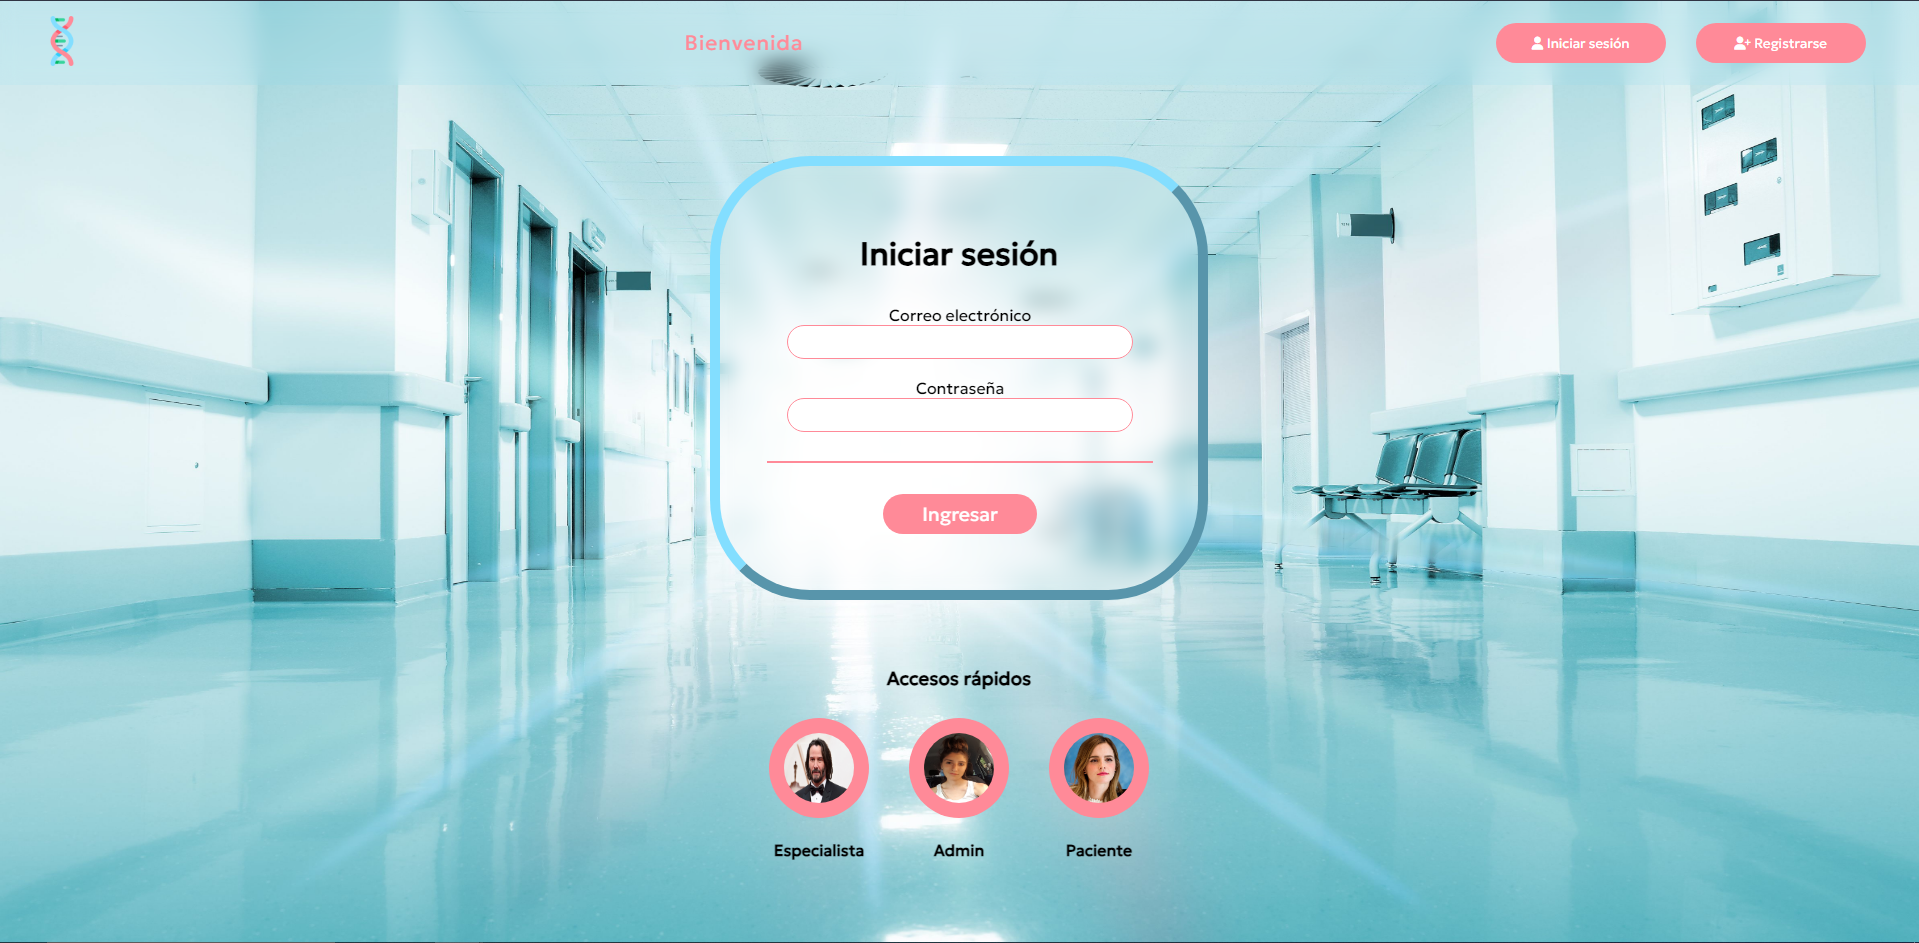 Bienvenida
Iniciar sesión
Registrarse
Iniciar sesión
Correo electrónico
Contraseña
Ingresar
Accesos rápidos
Especialista
Admin
Paciente